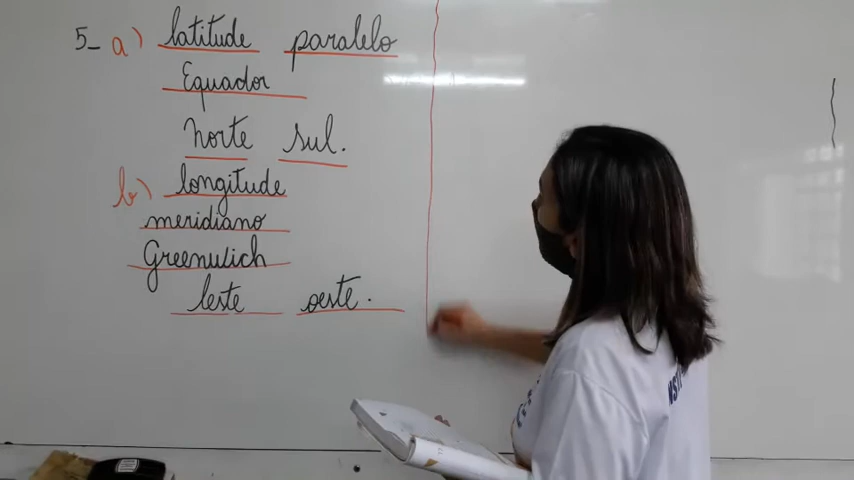 5_ a) latitude paralelo
Equador
norte sul.
b) longitude
meridiano
Greenwich
leste oeste.